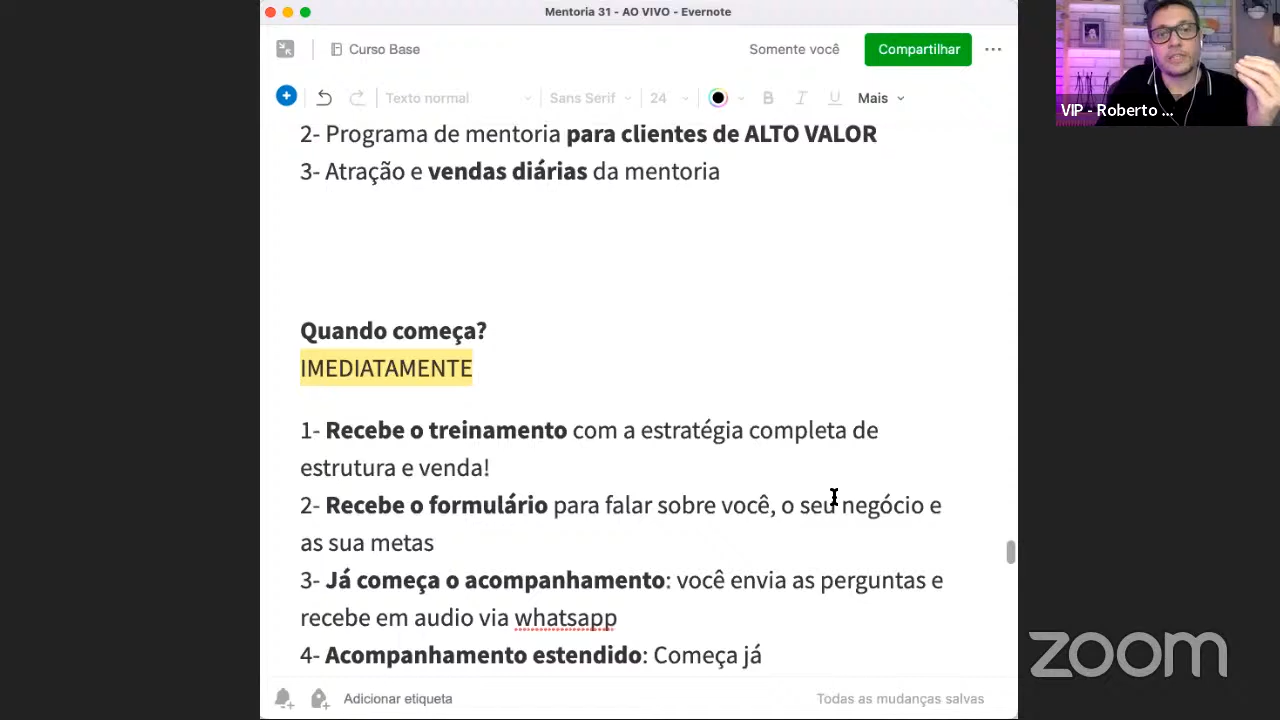 Mentoria 31 - AO VIVO - Evernote
Curso Base
Somente você
Compartilhar
Texto normal
Sans Serif
24
B
I
U
Mais
VIP - Roberto ...
2- Programa de mentoria para clientes de ALTO VALOR
3- Atração e vendas diárias da mentoria
Quando começa?
IMEDIATAMENTE
1- Recebe o treinamento com a estratégia completa de
estrutura e venda!
2- Recebe o formulário para falar sobre você, o seu negócio e
as sua metas
3- Já começa o acompanhamento: você envia as perguntas e
recebe em audio via whatsapp
4- Acompanhamento estendido: Começa já
Adicionar etiqueta
Todas as mudanças salvas
zoom